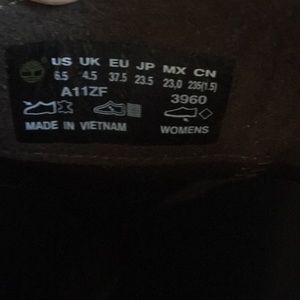 US UK EU JP MX CN
6.5 4.5 37.5 23.5 23.0 235(1.5)
A11ZF 3960
MADE IN VIETNAM WOMENS